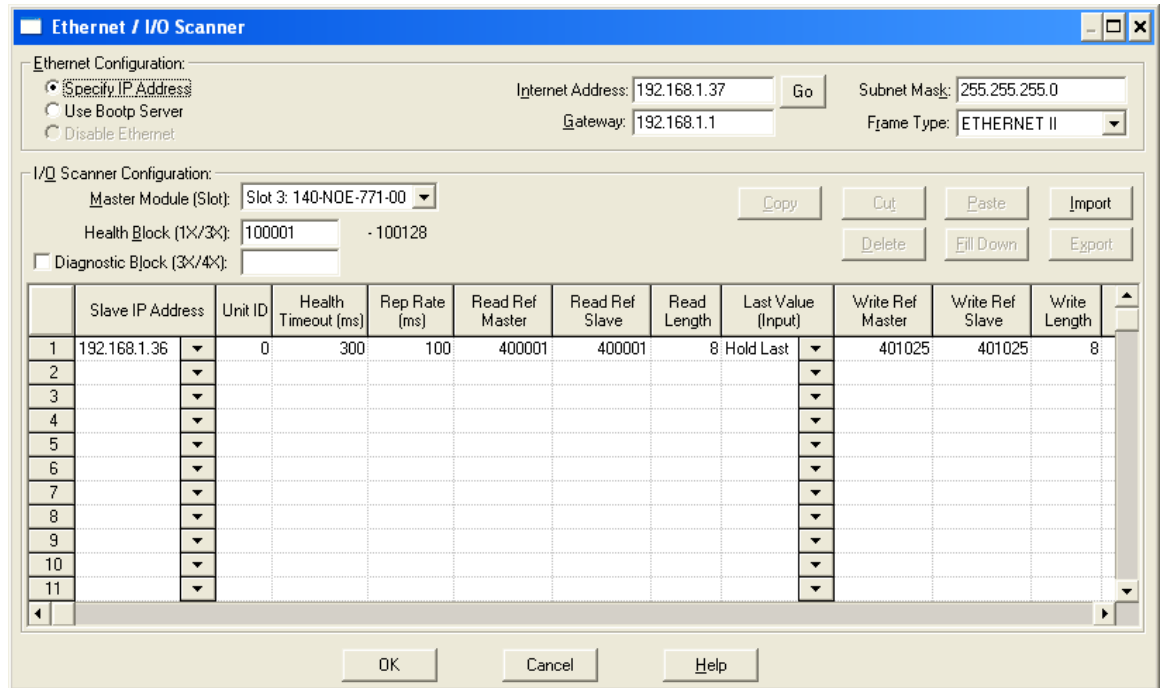 Ethernet / I/O Scanner
Ethernet Configuration:
Specify IP Address
Use Bootp Server
Disable Ethernet
Internet Address: 192.168.1.37 Go
Gateway: 192.168.1.1
Subnet Mask: 255.255.255.0
Frame Type: ETHERNET II
I/O Scanner Configuration:
Master Module (Slot): Slot 3: 140-NOE-771-00
Health Block (1X/3X): 100001 - 100128
Diagnostic Block (3X/4X):
Copy Cut Paste Import
Delete Fill Down Export
Slave IP Address Unit ID Health Timeout (ms) Rep Rate (ms) Read Ref Master Read Ref Slave Read Length Last Value (Input) Write Ref Master Write Ref Slave Write Length
1 192.168.1.36 0 300 100 400001 400001 8 Hold Last 401025 401025 8
2
3
4
5
6
7
8
9
10
11
OK Cancel Help